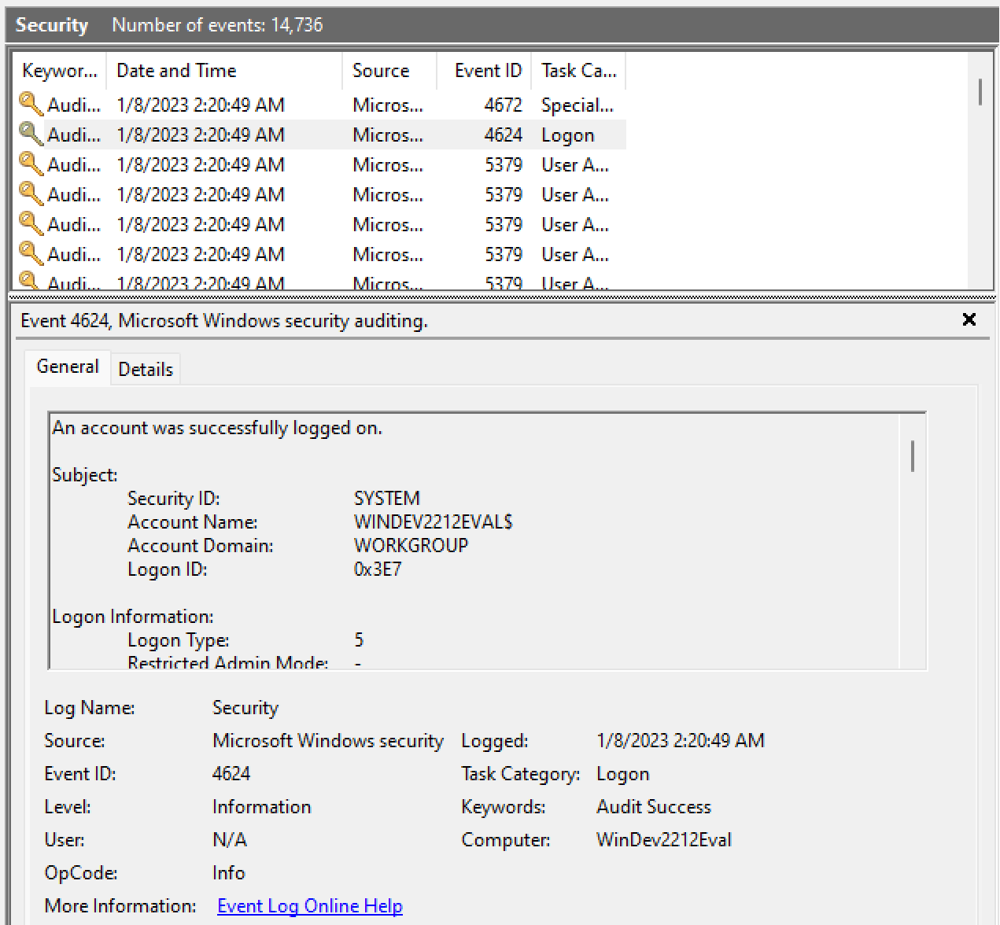 Security Number of events: 14,736
Keywor... Date and Time Source Event ID Task Ca...
Audi... 1/8/2023 2:20:49 AM Micros... 4672 Special...
Audi... 1/8/2023 2:20:49 AM Micros... 4624 Logon
Audi... 1/8/2023 2:20:49 AM Micros... 5379 User A...
Audi... 1/8/2023 2:20:49 AM Micros... 5379 User A...
Audi... 1/8/2023 2:20:49 AM Micros... 5379 User A...
Audi... 1/8/2023 2:20:49 AM Micros... 5379 User A...
Audi... 1/8/2023 2:20:49 AM Micros... 5379 User A...
Event 4624, Microsoft Windows security auditing.
General Details
An account was successfully logged on.
Subject:
Security ID: SYSTEM
Account Name: WINDEV2212EVAL$
Account Domain: WORKGROUP
Logon ID: 0x3E7
Logon Information:
Logon Type: 5
Restricted Admin Mode: -
Log Name: Security
Source: Microsoft Windows security Logged: 1/8/2023 2:20:49 AM
Event ID: 4624 Task Category: Logon
Level: Information Keywords: Audit Success
User: N/A Computer: WinDev2212Eval
OpCode: Info
More Information: Event Log Online Help